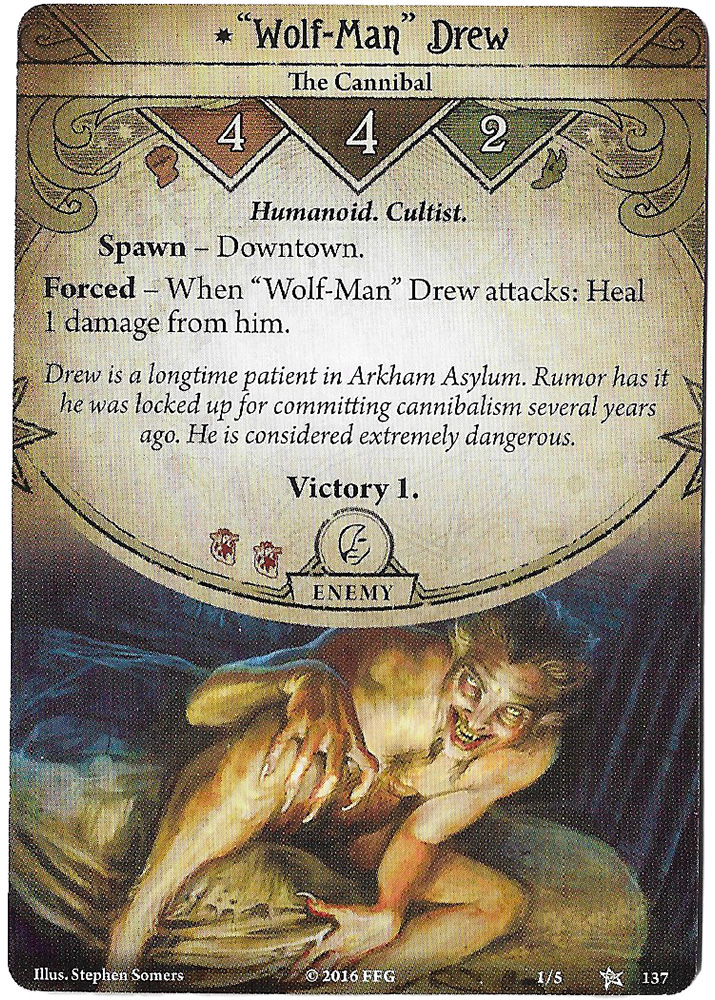 “Wolf-Man” Drew
The Cannibal
4 4 2
Humanoid. Cultist.
Spawn – Downtown.
Forced – When “Wolf-Man” Drew attacks: Heal
1 damage from him.
Drew is a longtime patient in Arkham Asylum. Rumor has it
he was locked up for committing cannibalism several years
ago. He is considered extremely dangerous.
Victory 1.
ENEMY
Illus. Stephen Somers © 2016 FFG 1/5 137